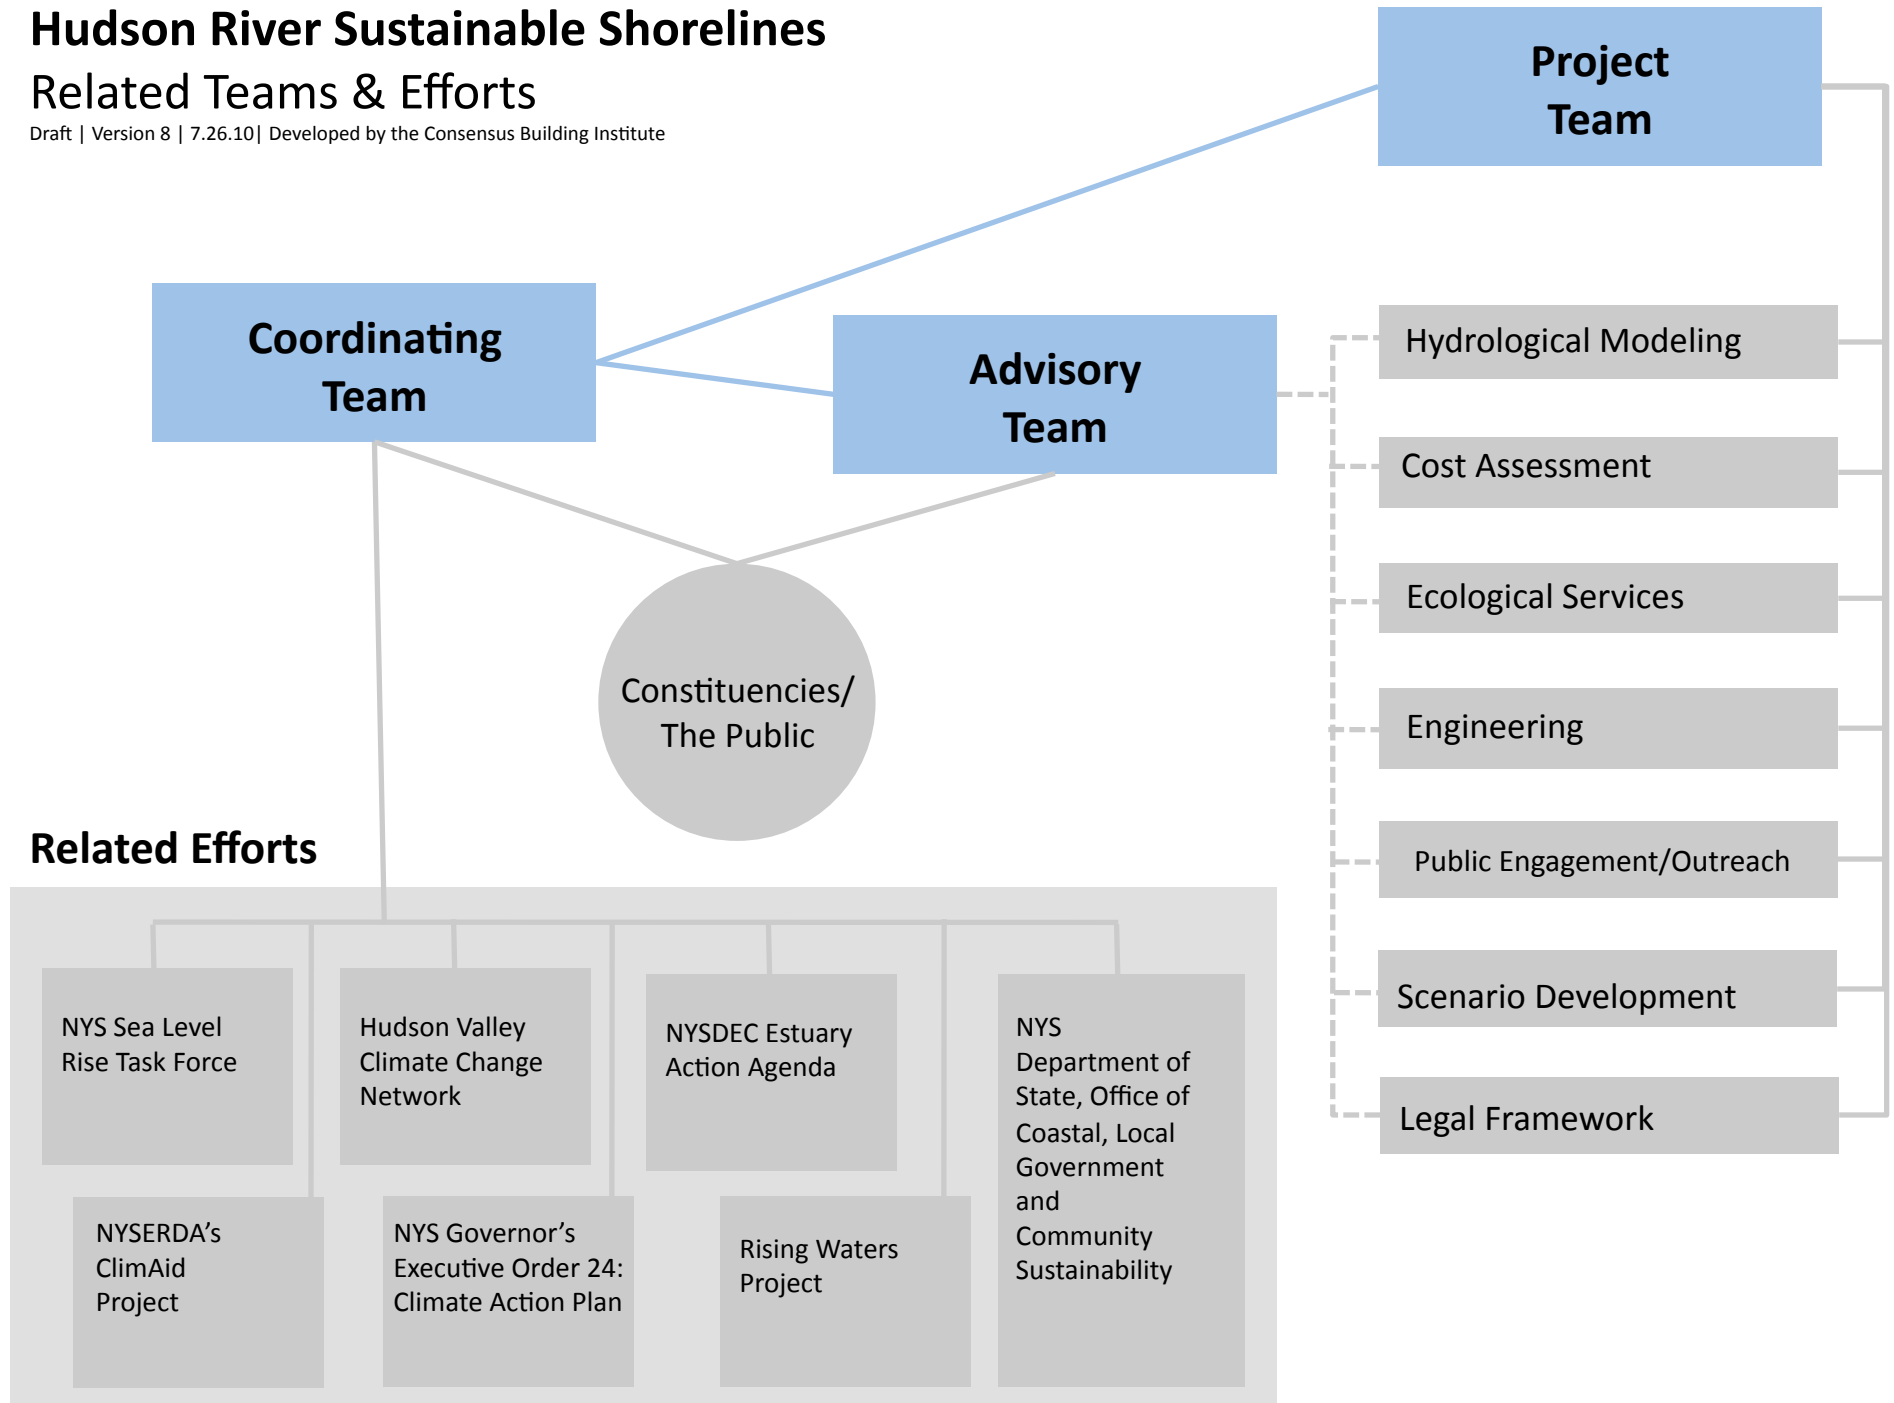 Hudson River Sustainable Shorelines
Related Teams & Efforts
Draft | Version 8 | 7.26.10| Developed by the Consensus Building Institute
Project
Team
Coordinating
Team
Advisory
Team
Hydrological Modeling
Cost Assessment
Ecological Services
Engineering
Public Engagement/Outreach
Scenario Development
Legal Framework
Constituencies/
The Public
Related Efforts
NYS Sea Level
Rise Task Force
Hudson Valley
Climate Change
Network
NYSDEC Estuary
Action Agenda
NYS
Department of
State, Office of
Coastal, Local
Government
and
Community
Sustainability
NYSERDA’s
ClimAid
Project
NYS Governor’s
Executive Order 24:
Climate Action Plan
Rising Waters
Project